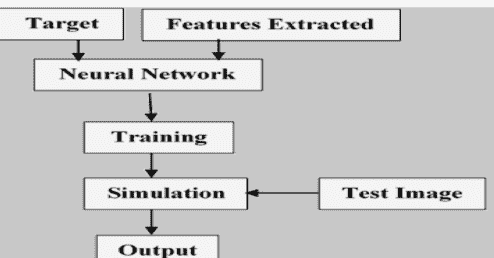 Target
Features Extracted
Neural Network
Training
Simulation
Test Image
Output